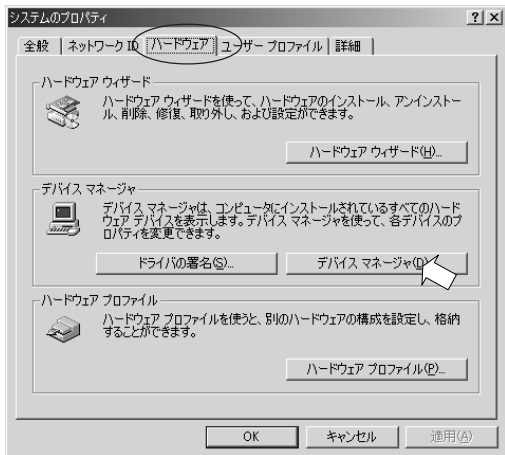 システムのプロパティ
全般 ネットワーク ID ハードウェア ユーザー プロファイル 詳細
ハードウェア ウィザード
ハードウェア ウィザードを使って、ハードウェアのインストール、アンインストー
ル、削除、修復、取り外し、および設定ができます。
ハードウェア ウィザード(H)...
デバイス マネージャ
デバイス マネージャは、コンピュータにインストールされているすべてのハード
ウェア デバイスを表示します。デバイス マネージャを使って、各デバイスのプ
ロパティを変更できます。
ドライバの署名(S)... デバイス マネージャ(D)
ハードウェア プロファイル
ハードウェア プロファイルを使うと、別のハードウェアの構成を設定し、格納
することができます。
ハードウェア プロファイル(P)...
OK キャンセル 適用(A)